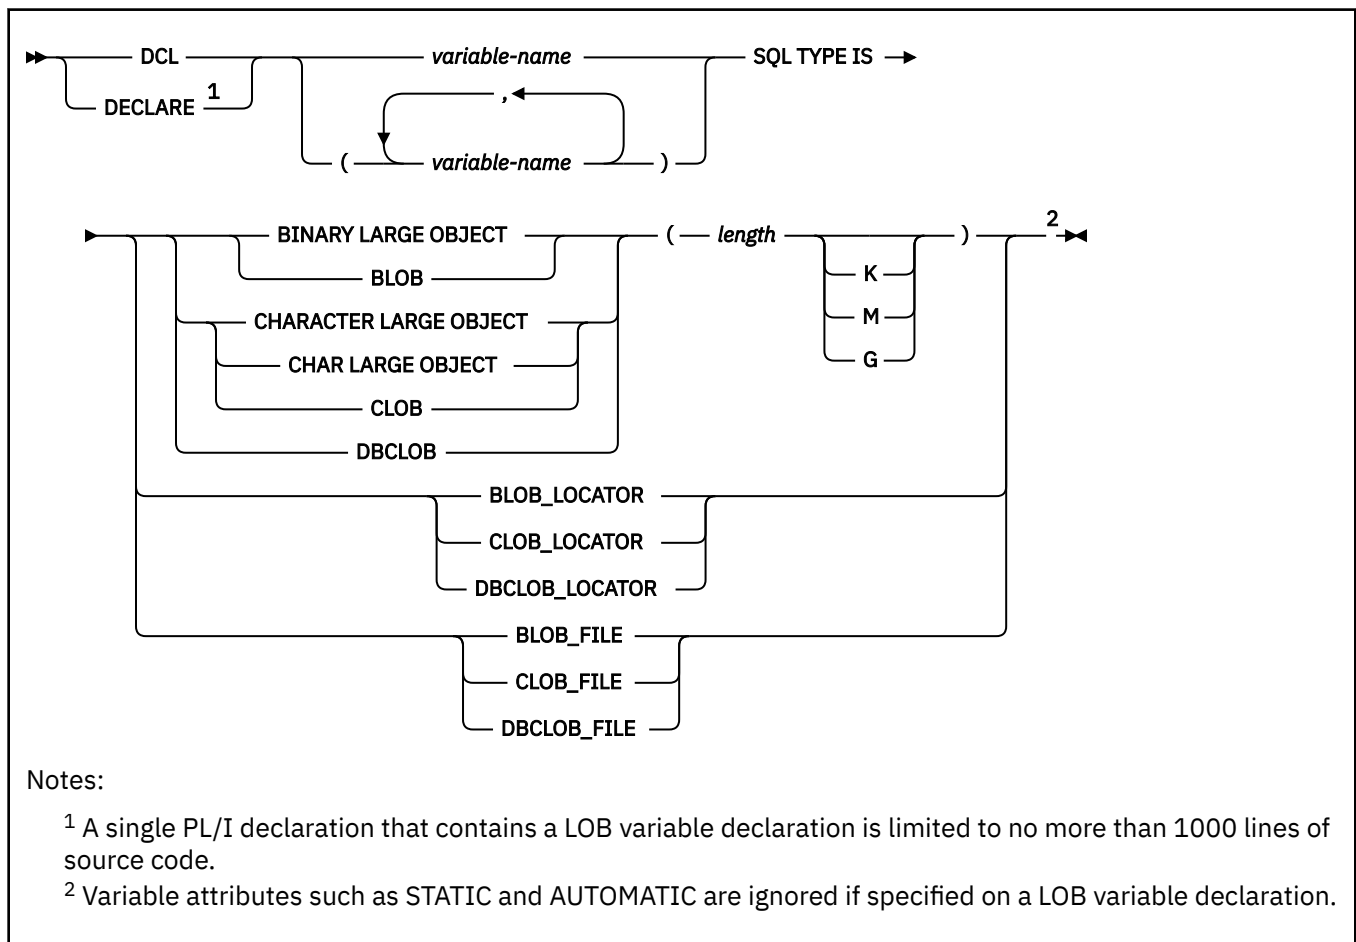 DCL variable-name SQL TYPE IS
DECLARE 1
,
( variable-name )
BINARY LARGE OBJECT ( length ) 2
BLOB K
CHARACTER LARGE OBJECT M
CHAR LARGE OBJECT G
CLOB
DBCLOB
BLOB_LOCATOR
CLOB_LOCATOR
DBCLOB_LOCATOR
BLOB_FILE
CLOB_FILE
DBCLOB_FILE
Notes:
1 A single PL/I declaration that contains a LOB variable declaration is limited to no more than 1000 lines of
source code.
2 Variable attributes such as STATIC and AUTOMATIC are ignored if specified on a LOB variable declaration.